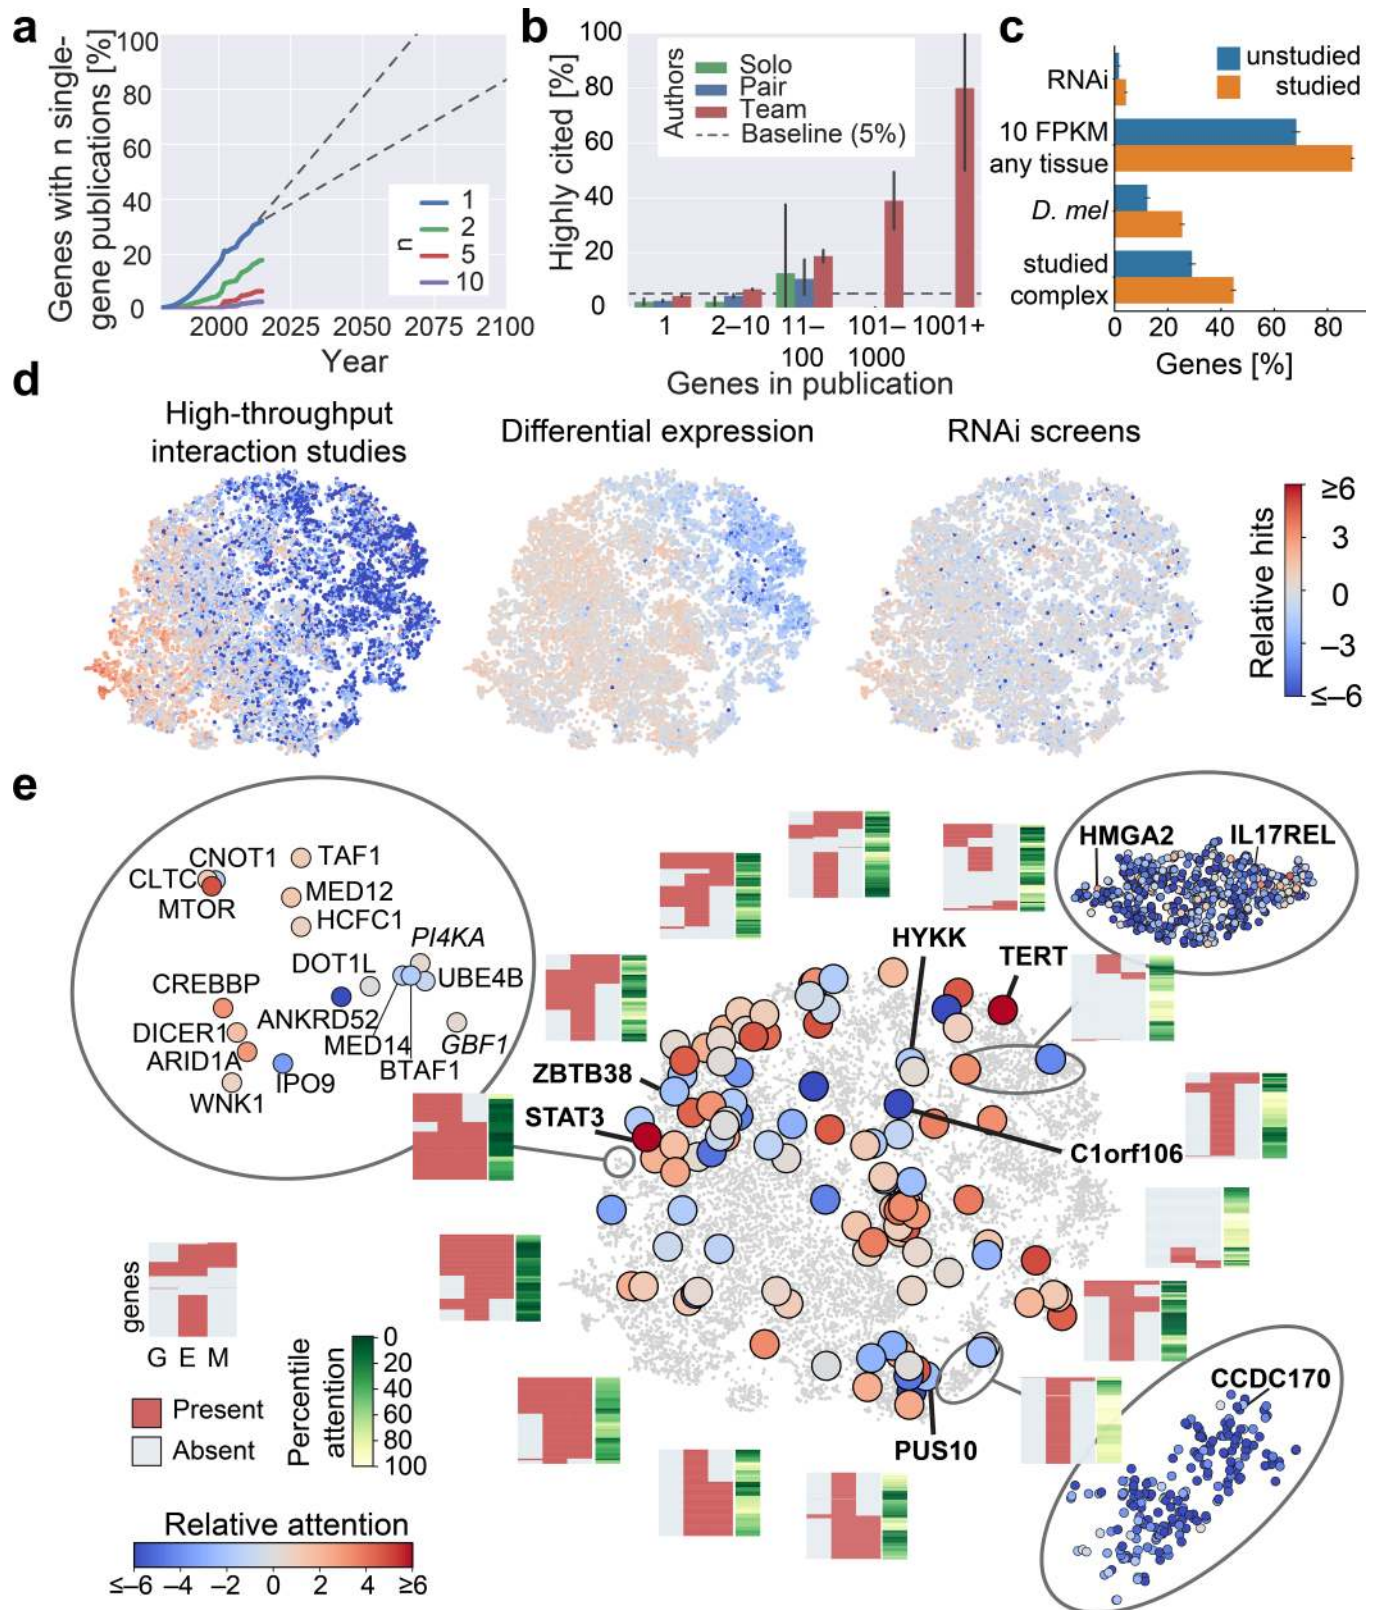 a
Genes with n single-
gene publications [%]
100
80
60
40
20
0
n
1
2
5
10
2000 2025 2050 2075 2100
Year
b
Highly cited [%]
100
80
60
40
20
0
Authors
Solo
Pair
Team
Baseline (5%)
1 2–10 11– 101– 1001+
100 1000
Genes in publication
c
unstudied
studied
RNAi
10 FPKM
any tissue
D. mel
studied
complex
0 20 40 60 80
Genes [%]
d
High-throughput
interaction studies
Differential expression
RNAi screens
Relative hits
≥6
3
0
–3
≤–6
e
CNOT1
TAF1
CLTC
MTOR
MED12
HCFC1
PI4KA
DOT1L
UBE4B
CREBBP
ANKRD52
DICER1
MED14
GBF1
ARID1A
BTAF1
IPO9
WNK1
HMGA2
IL17REL
HYKK
TERT
ZBTB38
STAT3
C1orf106
PUS10
CCDC170
genes
G E M
Present
Absent
Percentile
attention
0
20
40
60
80
100
Relative attention
≤–6 –4 –2 0 2 4 ≥6